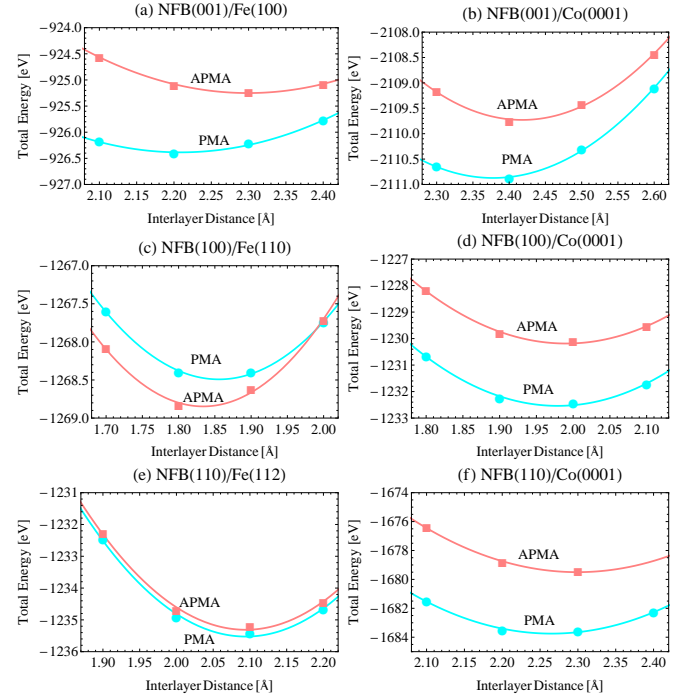 (a) NFB(001)/Fe(100)
Total Energy [eV]
−924.0
−924.5
−925.0
−925.5
−926.0
−926.5
−927.0
APMA
PMA
2.10 2.15 2.20 2.25 2.30 2.35 2.40
Interlayer Distance [Å]
(b) NFB(001)/Co(0001)
Total Energy [eV]
−2108.0
−2108.5
−2109.0
−2109.5
−2110.0
−2110.5
−2111.0
APMA
PMA
2.30 2.35 2.40 2.45 2.50 2.55 2.60
Interlayer Distance [Å]
(c) NFB(100)/Fe(110)
Total Energy [eV]
−1267.0
−1267.5
−1268.0
−1268.5
−1269.0
PMA
APMA
1.70 1.75 1.80 1.85 1.90 1.95 2.00
Interlayer Distance [Å]
(d) NFB(100)/Co(0001)
Total Energy [eV]
−1227
−1228
−1229
−1230
−1231
−1232
−1233
APMA
PMA
1.80 1.85 1.90 1.95 2.00 2.05 2.10
Interlayer Distance [Å]
(e) NFB(110)/Fe(112)
Total Energy [eV]
−1231
−1232
−1233
−1234
−1235
−1236
APMA
PMA
1.90 1.95 2.00 2.05 2.10 2.15 2.20
Interlayer Distance [Å]
(f) NFB(110)/Co(0001)
Total Energy [eV]
−1674
−1676
−1678
−1680
−1682
−1684
APMA
PMA
2.10 2.15 2.20 2.25 2.30 2.35 2.40
Interlayer Distance [Å]